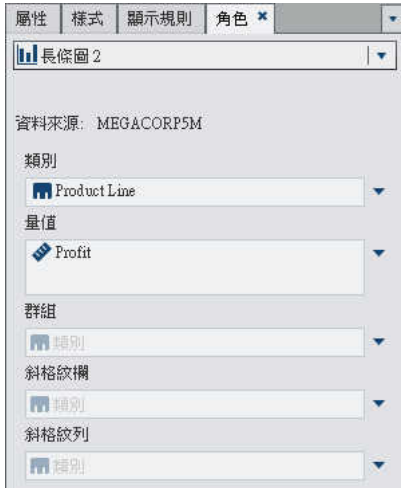 屬性 樣式 顯示規則 角色
長條圖 2
資料來源: MEGACORP5M
類別
Product Line
量值
Profit
群組
類別
斜格紋欄
類別
斜格紋列
類別